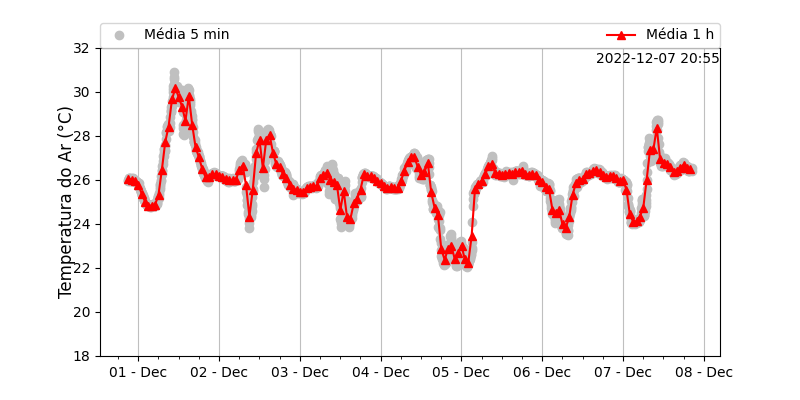 Média 5 min
Média 1 h
2022-12-07 20:55
Temperatura do Ar (°C)
32
30
28
26
24
22
20
18
01 - Dec
02 - Dec
03 - Dec
04 - Dec
05 - Dec
06 - Dec
07 - Dec
08 - Dec